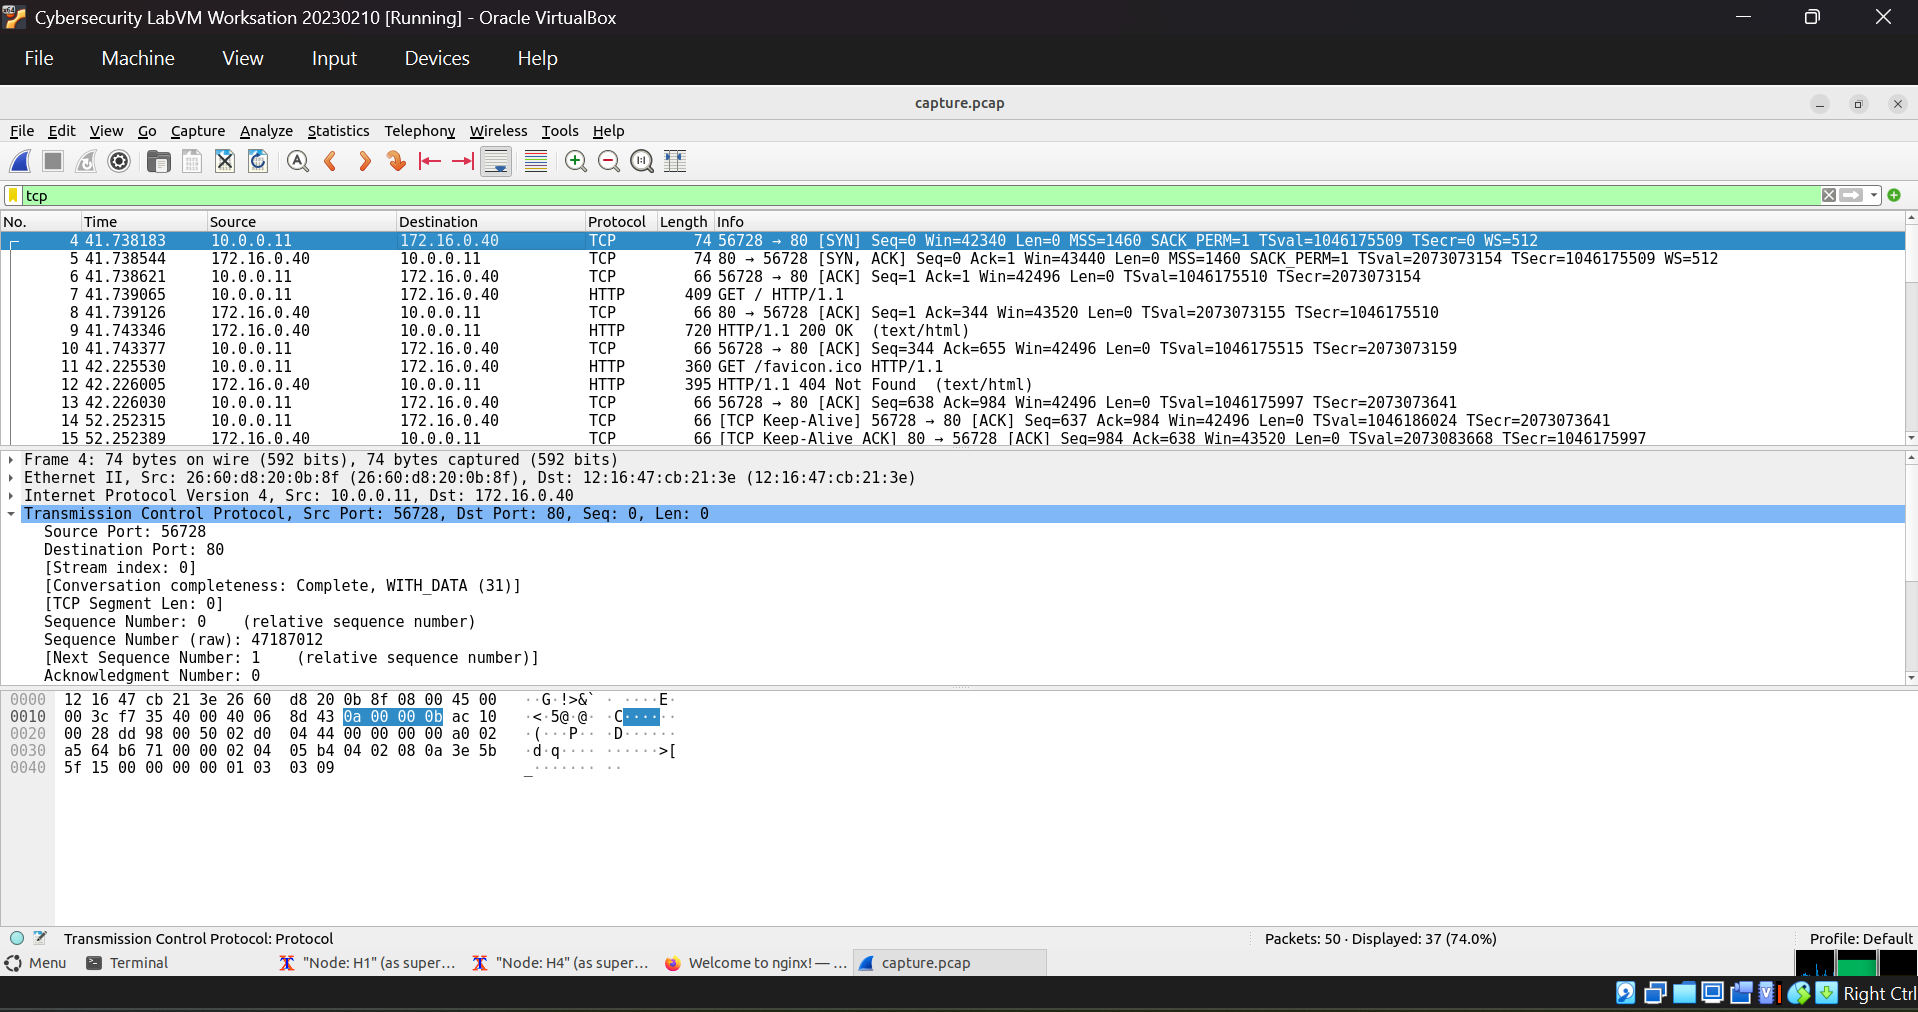 Cybersecurity LabVM Worksation 20230210 [Running] - Oracle VirtualBox
File Machine View Input Devices Help
capture.pcap
File Edit View Go Capture Analyze Statistics Telephony Wireless Tools Help
tcp
No. Time Source Destination Protocol Length Info
4 41.738183 10.0.0.11 172.16.0.40 TCP 74 56728 → 80 [SYN] Seq=0 Win=42340 Len=0 MSS=1460 SACK_PERM=1 TSval=1046175509 TSecr=0 WS=512
5 41.738544 172.16.0.40 10.0.0.11 TCP 74 80 → 56728 [SYN, ACK] Seq=0 Ack=1 Win=43440 Len=0 MSS=1460 SACK_PERM=1 TSval=2073073154 TSecr=1046175509 WS=512
6 41.738621 10.0.0.11 172.16.0.40 TCP 66 56728 → 80 [ACK] Seq=1 Ack=1 Win=42496 Len=0 TSval=1046175510 TSecr=2073073154
7 41.739065 10.0.0.11 172.16.0.40 HTTP 409 GET / HTTP/1.1
8 41.739126 172.16.0.40 10.0.0.11 TCP 66 80 → 56728 [ACK] Seq=1 Ack=344 Win=43520 Len=0 TSval=2073073155 TSecr=1046175510
9 41.743346 172.16.0.40 10.0.0.11 HTTP 720 HTTP/1.1 200 OK (text/html)
10 41.743377 10.0.0.11 172.16.0.40 TCP 66 56728 → 80 [ACK] Seq=344 Ack=655 Win=42496 Len=0 TSval=1046175515 TSecr=2073073159
11 42.225530 10.0.0.11 172.16.0.40 HTTP 360 GET /favicon.ico HTTP/1.1
12 42.226005 172.16.0.40 10.0.0.11 HTTP 395 HTTP/1.1 404 Not Found (text/html)
13 42.226030 10.0.0.11 172.16.0.40 TCP 66 56728 → 80 [ACK] Seq=638 Ack=984 Win=42496 Len=0 TSval=1046175997 TSecr=2073073641
14 52.252315 10.0.0.11 172.16.0.40 TCP 66 [TCP Keep-Alive] 56728 → 80 [ACK] Seq=637 Ack=984 Win=42496 Len=0 TSval=1046186024 TSecr=2073073641
15 52.252389 172.16.0.40 10.0.0.11 TCP 66 [TCP Keep-Alive ACK] 80 → 56728 [ACK] Seq=984 Ack=638 Win=43520 Len=0 TSval=2073083668 TSecr=1046175997
Frame 4: 74 bytes on wire (592 bits), 74 bytes captured (592 bits)
Ethernet II, Src: 26:60:d8:20:0b:8f (26:60:d8:20:0b:8f), Dst: 12:16:47:cb:21:3e (12:16:47:cb:21:3e)
Internet Protocol Version 4, Src: 10.0.0.11, Dst: 172.16.0.40
Transmission Control Protocol, Src Port: 56728, Dst Port: 80, Seq: 0, Len: 0
Source Port: 56728
Destination Port: 80
[Stream index: 0]
[Conversation completeness: Complete, WITH_DATA (31)]
[TCP Segment Len: 0]
Sequence Number: 0 (relative sequence number)
Sequence Number (raw): 47187012
[Next Sequence Number: 1 (relative sequence number)]
Acknowledgment Number: 0
0000 12 16 47 cb 21 3e 26 60 d8 20 0b 8f 08 00 45 00 ··G·!>&` · ····E·
0010 00 3c f7 35 40 00 40 06 8d 43 0a 00 00 0b ac 10 ·<·5@·@· ·C······
0020 00 28 dd 98 00 50 02 d0 04 44 00 00 00 00 a0 02 ·(···P·· ·D······
0030 a5 64 b6 71 00 00 02 04 05 b4 04 02 08 0a 3e 5b ·d·q···· ······>[
0040 5f 15 00 00 00 00 01 03 03 09 _······· ··
Transmission Control Protocol: Protocol Packets: 50 · Displayed: 37 (74.0%) Profile: Default
Menu Terminal "Node: H1" (as super... "Node: H4" (as super... Welcome to nginx! — ... capture.pcap
Right Ctrl